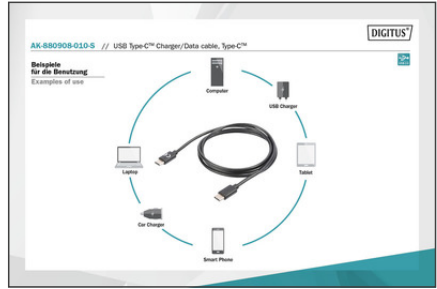 DIGITUS®
AK-880908-010-S // USB Type-C™ Charger/Data cable, Type-C™
Beispiele
für die Benutzung
Examples of use
Computer
USB Charger
Laptop
Tablet
Car Charger
Smart Phone